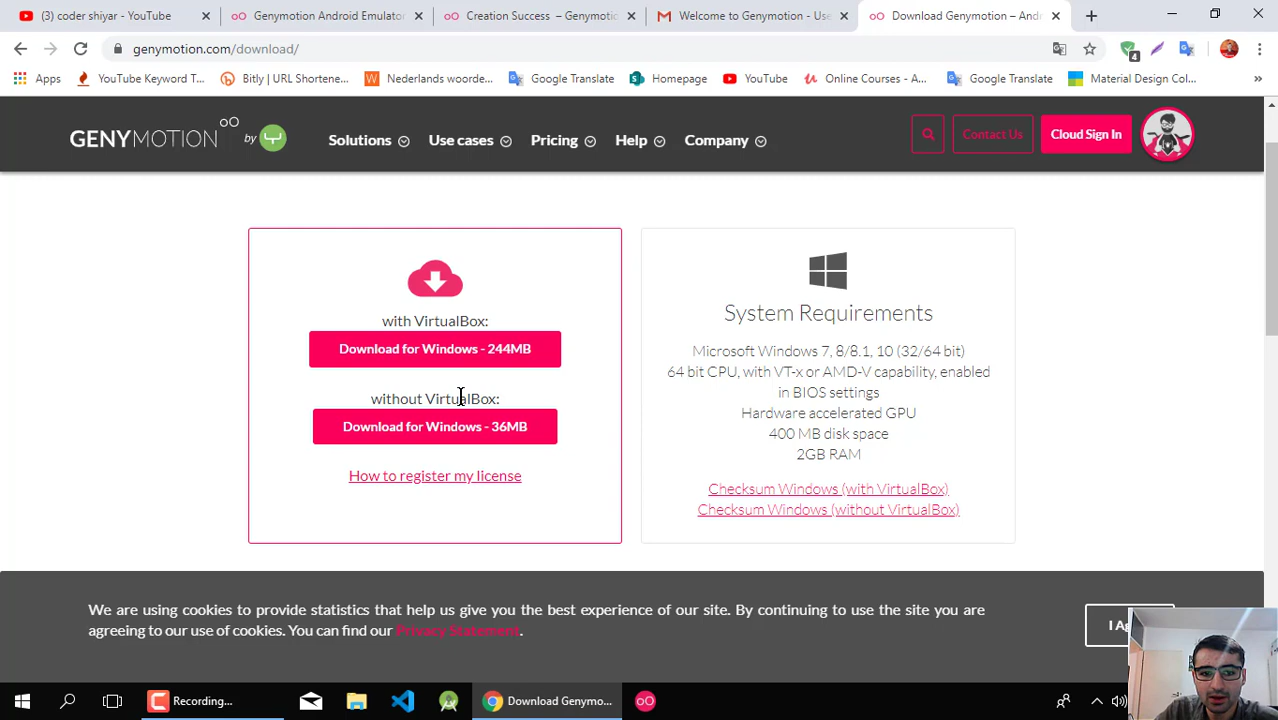 (3) coder shiyar - YouTube
Genymotion Android Emulator
Creation Success – Genymotio
Welcome to Genymotion - Use
Download Genymotion – Andr
genymotion.com/download/
4
Apps
YouTube Keyword T...
Bitly | URL Shortene...
Nederlands woorde...
Google Translate
Homepage
YouTube
Online Courses - A...
Google Translate
Material Design Col...
GENYMOTION by
Solutions
Use cases
Pricing
Help
Company
Contact Us
Cloud Sign In
with VirtualBox:
Download for Windows - 244MB
without VirtualBox:
Download for Windows - 36MB
How to register my license
System Requirements
Microsoft Windows 7, 8/8.1, 10 (32/64 bit)
64 bit CPU, with VT-x or AMD-V capability, enabled
in BIOS settings
Hardware accelerated GPU
400 MB disk space
2GB RAM
Checksum Windows (with VirtualBox)
Checksum Windows (without VirtualBox)
We are using cookies to provide statistics that help us give you the best experience of our site. By continuing to use the site you are
agreeing to our use of cookies. You can find our Privacy Statement.
I Ag
Recording...
Download Genymo...